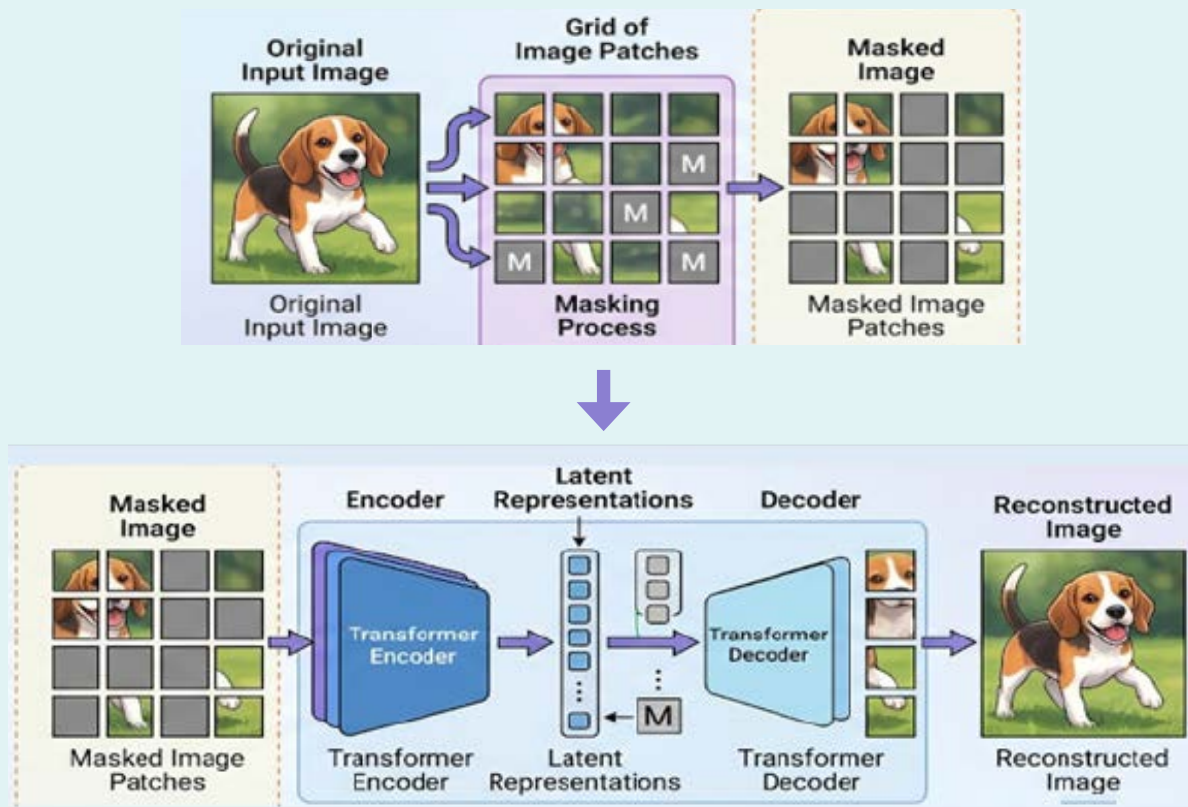 Original
Input Image
Grid of
Image Patches
Masked
Image
M
M
M
M
Original
Input Image
Masking
Process
Masked Image
Patches
Masked
Image
Encoder
Latent
Representations
Decoder
Reconstructed
Image
Transformer
Encoder
Transformer
Decoder
M
Masked Image
Patches
Transformer
Encoder
Latent
Representations
Transformer
Decoder
Reconstructed
Image